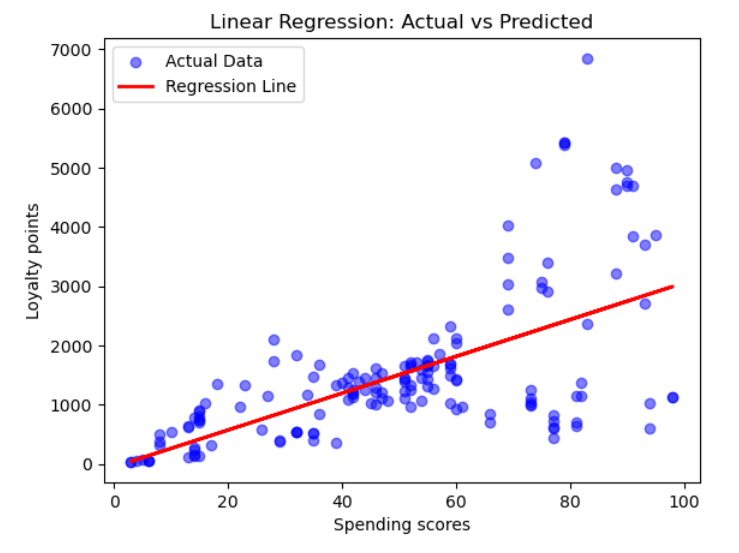 Linear Regression: Actual vs Predicted
Actual Data
Regression Line
7000
6000
5000
4000
3000
2000
1000
0
Loyalty points
0 20 40 60 80 100
Spending scores